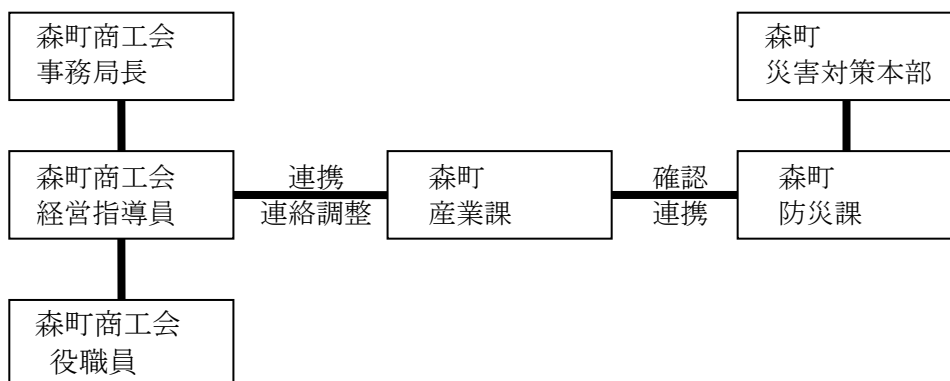 森町商工会
事務局長
森町
災害対策本部
森町商工会
経営指導員
連携
連絡調整
森町
産業課
確認
連携
森町
防災課
森町商工会
役職員